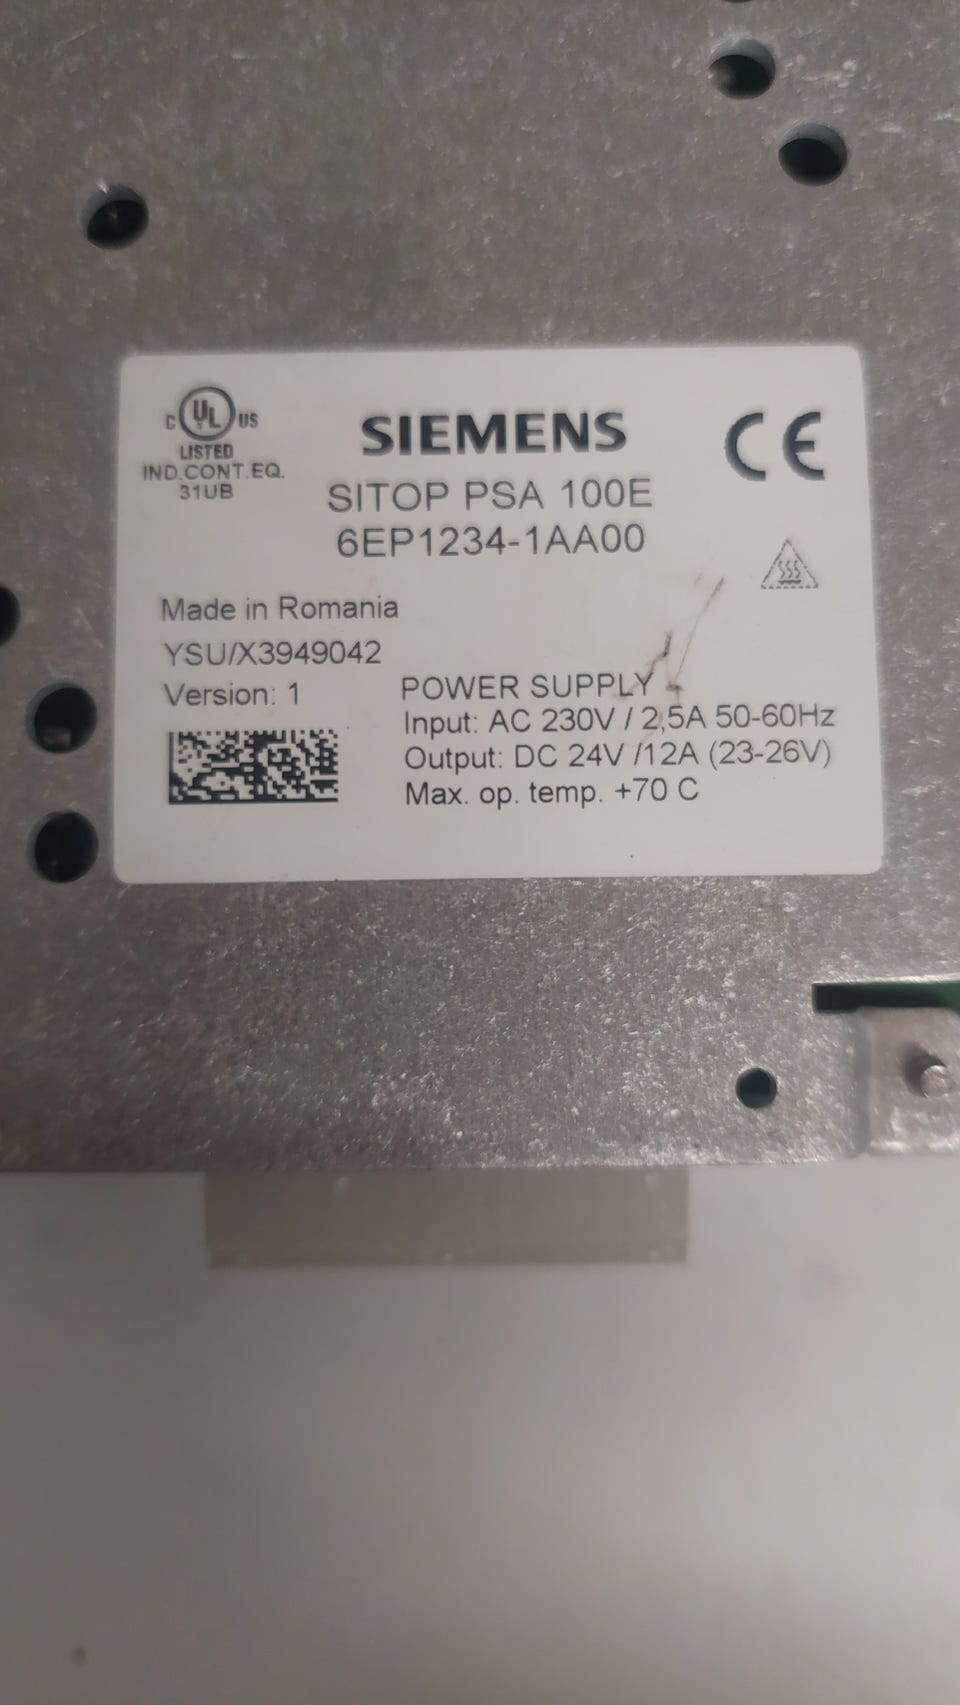 C UL US
LISTED
IND.CONT.EQ.
31UB
SIEMENS
CE
SITOP PSA 100E
6EP1234-1AA00
Made in Romania
YSU/X3949042
Version: 1
POWER SUPPLY
Input: AC 230V / 2,5A 50-60Hz
Output: DC 24V /12A (23-26V)
Max. op. temp. +70 C